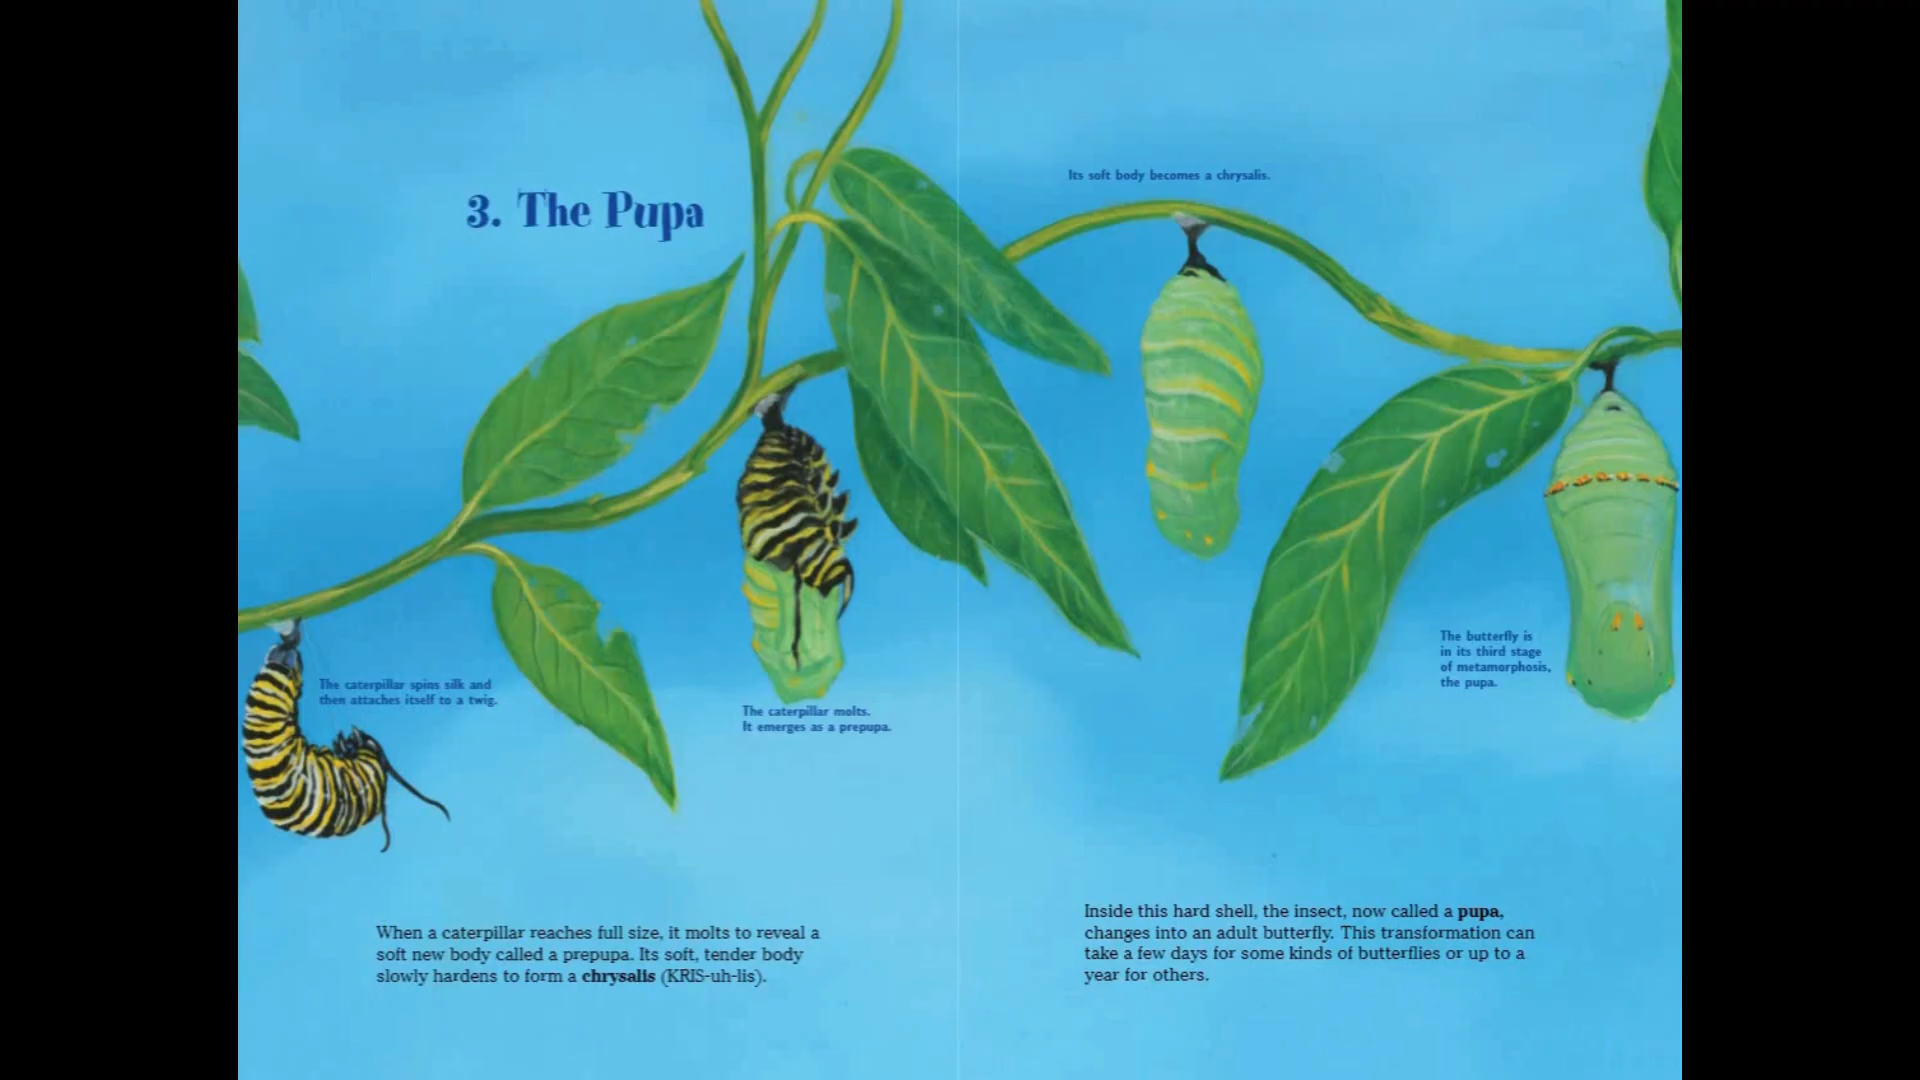 3. The Pupa
The caterpillar spins silk and
then attaches itself to a twig.
The caterpillar molts.
It emerges as a prepupa.
When a caterpillar reaches full size, it molts to reveal a
soft new body called a prepupa. Its soft, tender body
slowly hardens to form a chrysalis (KRIS-uh-lis).
Its soft body becomes a chrysalis.
The butterfly is
in its third stage
of metamorphosis,
the pupa.
Inside this hard shell, the insect, now called a pupa,
changes into an adult butterfly. This transformation can
take a few days for some kinds of butterflies or up to a
year for others.